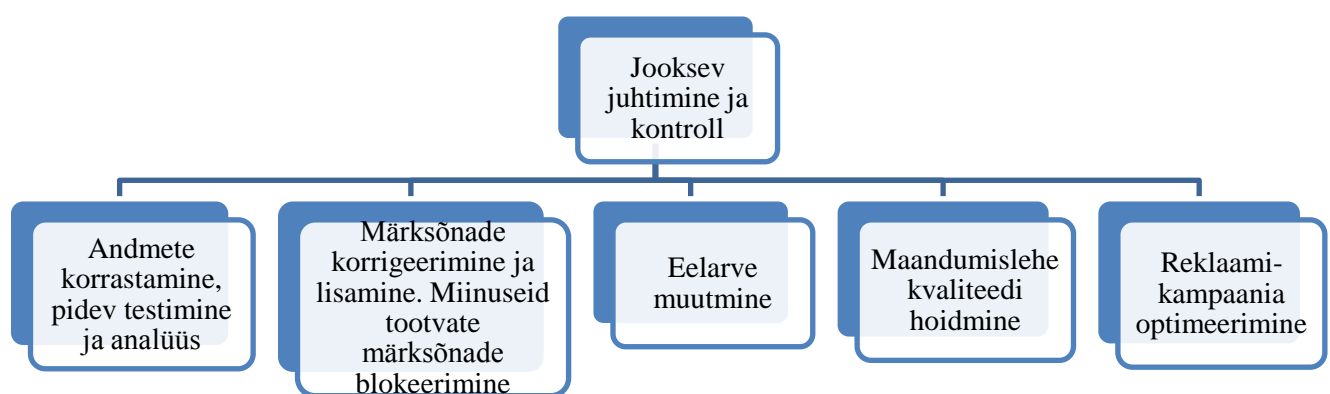 Jooksev
juhtimine ja
kontroll
Andmete
korrastamine,
pidev testimine
ja analüüs
Märksõnade
korrigeerimine ja
lisamine. Miinuseid
tootvate
märksõnade
blokeerimine
Eelarve
muutmine
Maandumislehe
kvaliteedi
hoidmine
Reklaami-
kampaania
optimeerimine